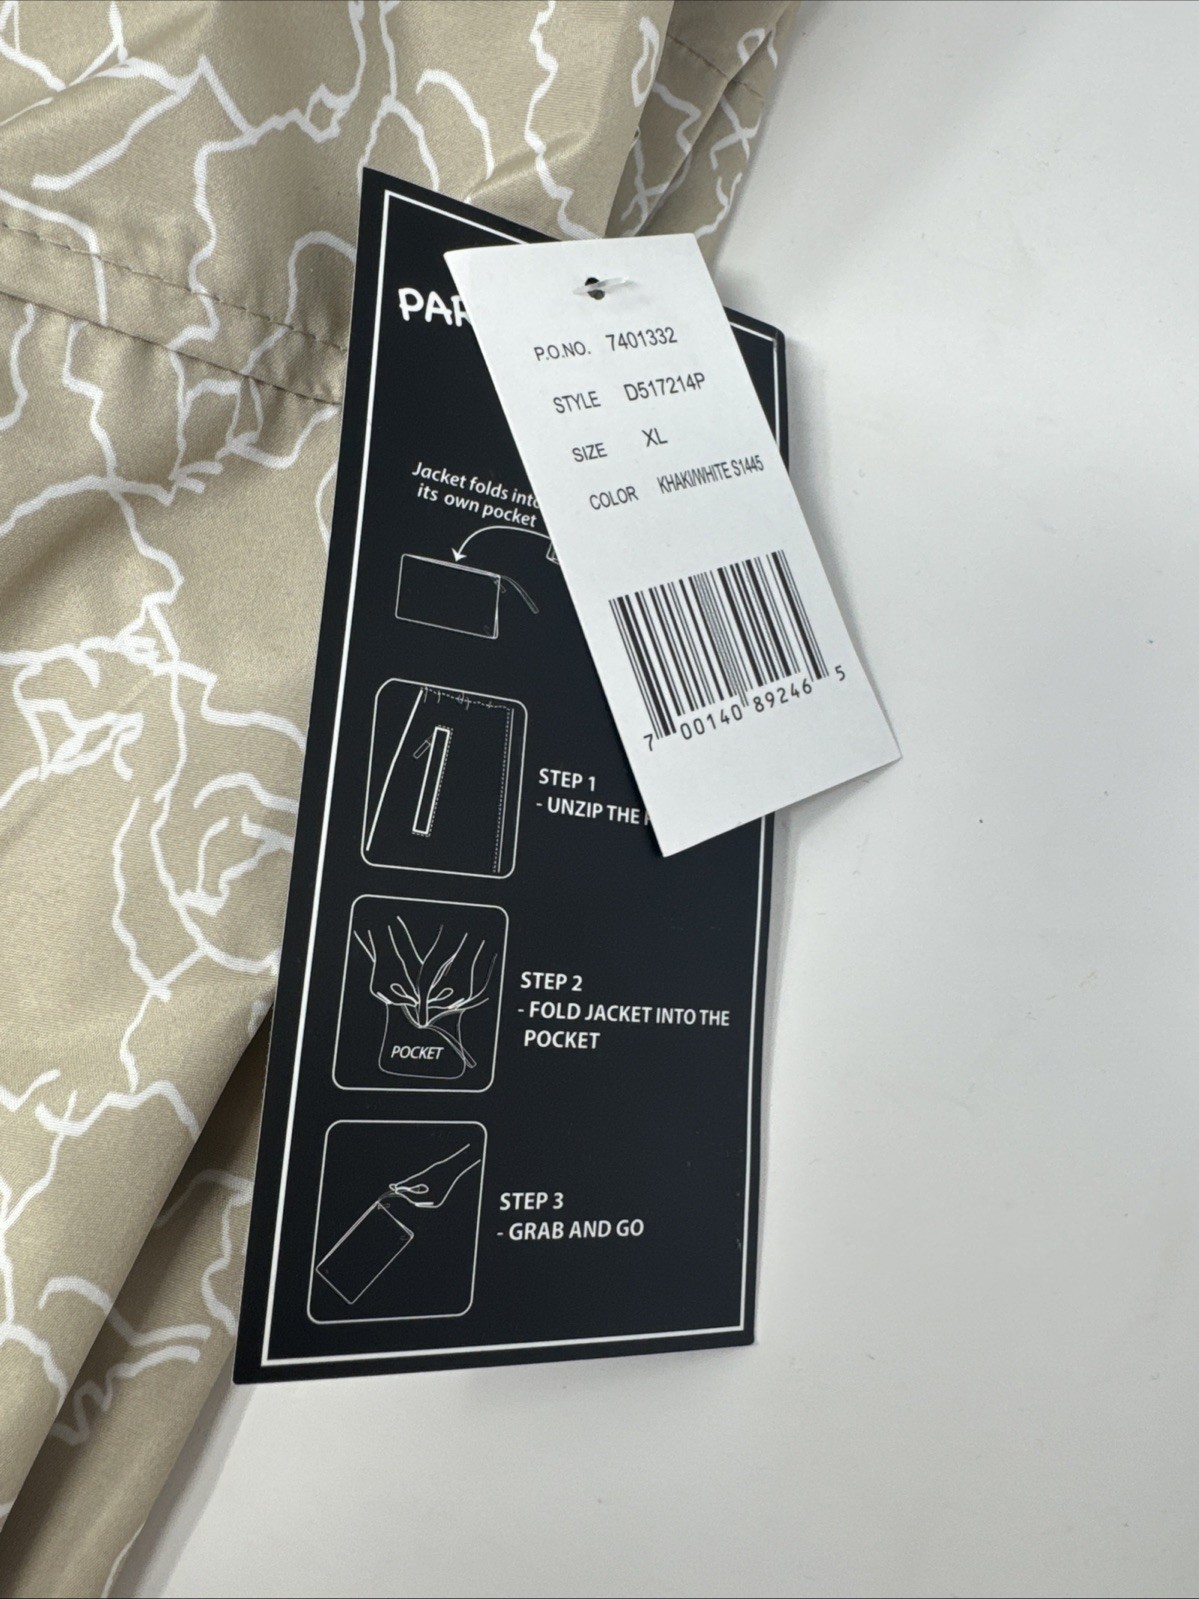 P.O.NO. 7401332
STYLE D517214P
SIZE XL
COLOR KHAKI/WHITE S1445
7 00140 89246 5
Jacket folds into
its own pocket
STEP 1
- UNZIP THE
POCKET
STEP 2
- FOLD JACKET INTO THE
POCKET
STEP 3
- GRAB AND GO